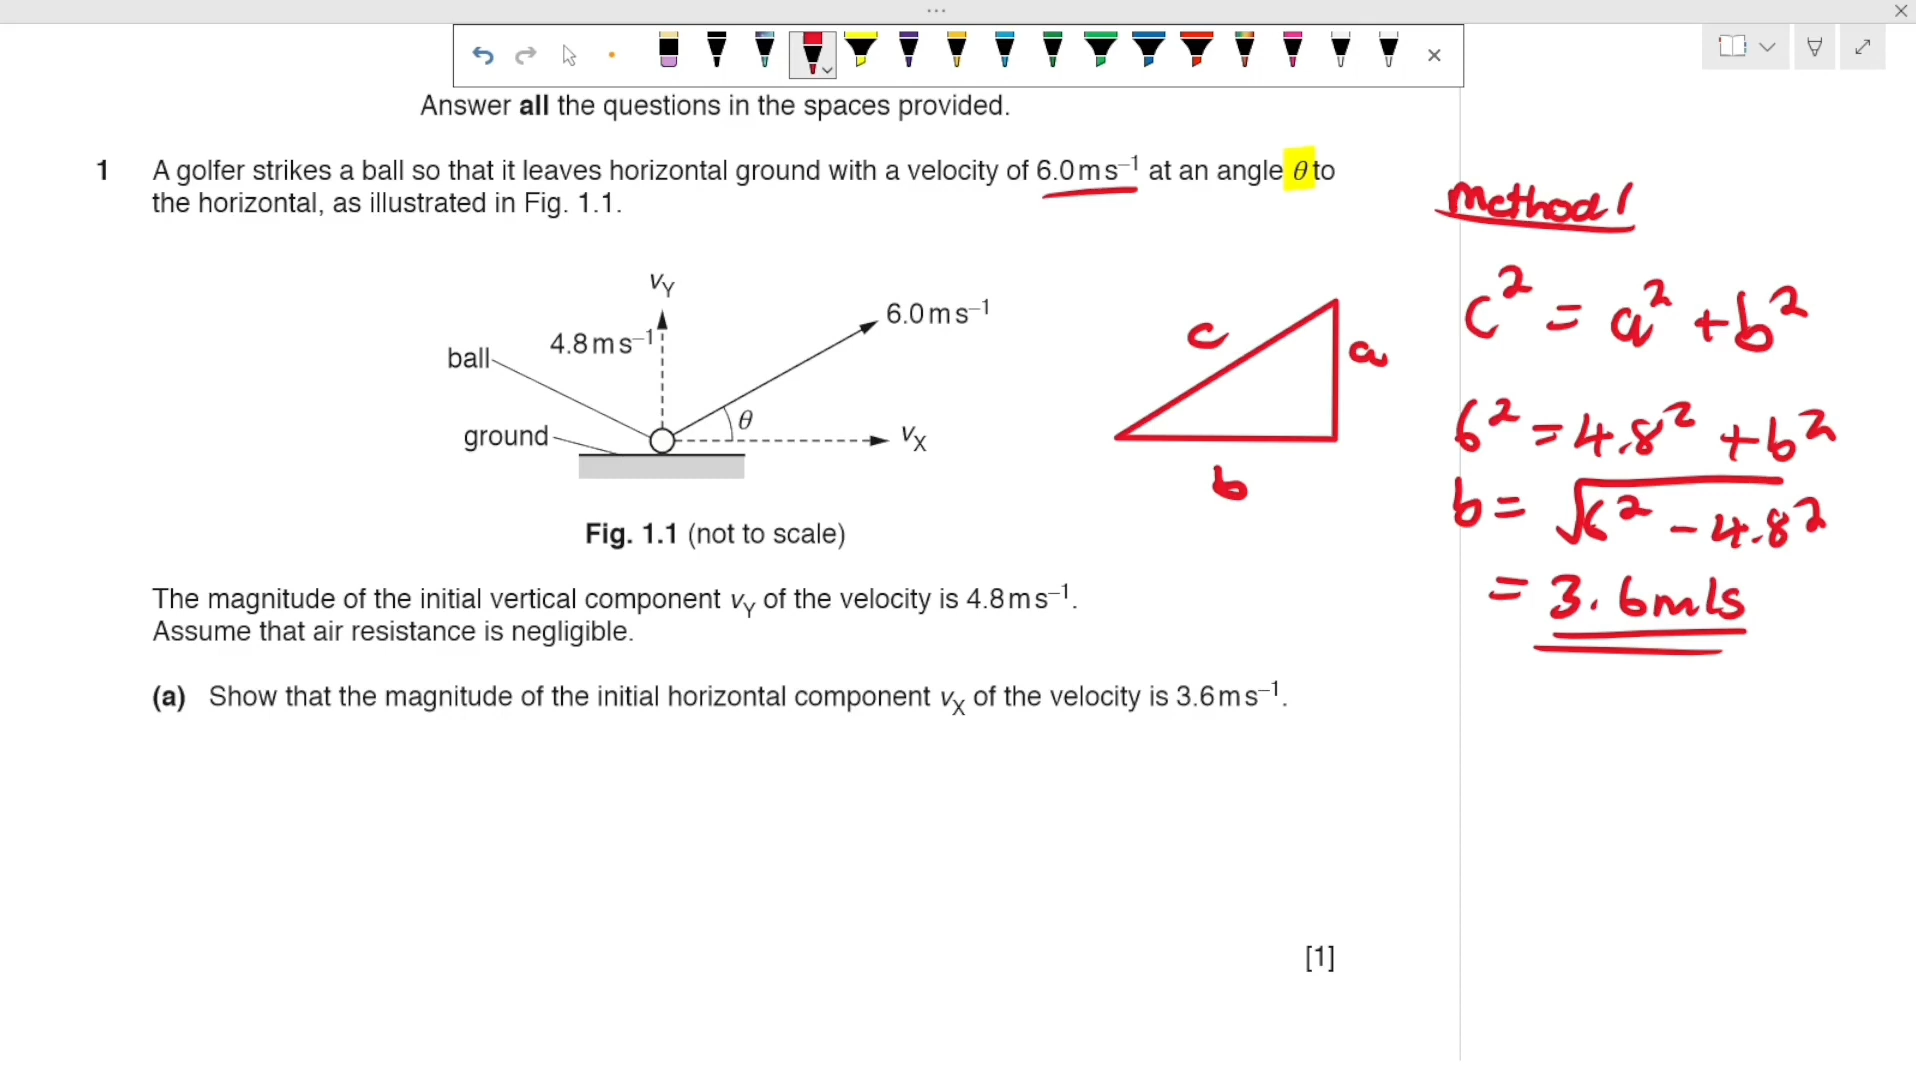 Answer all the questions in the spaces provided.
1 A golfer strikes a ball so that it leaves horizontal ground with a velocity of 6.0 m s⁻¹ at an angle θ to
the horizontal, as illustrated in Fig. 1.1.
method 1
c² = a² + b²
6² = 4.8² + b²
b = √6² - 4.8²
= 3.6m/s
v_Y
6.0 m s⁻¹
4.8 m s⁻¹
ball
θ
ground
v_X
c
a
b
Fig. 1.1 (not to scale)
The magnitude of the initial vertical component v_Y of the velocity is 4.8 m s⁻¹.
Assume that air resistance is negligible.
(a) Show that the magnitude of the initial horizontal component v_X of the velocity is 3.6 m s⁻¹.
[1]